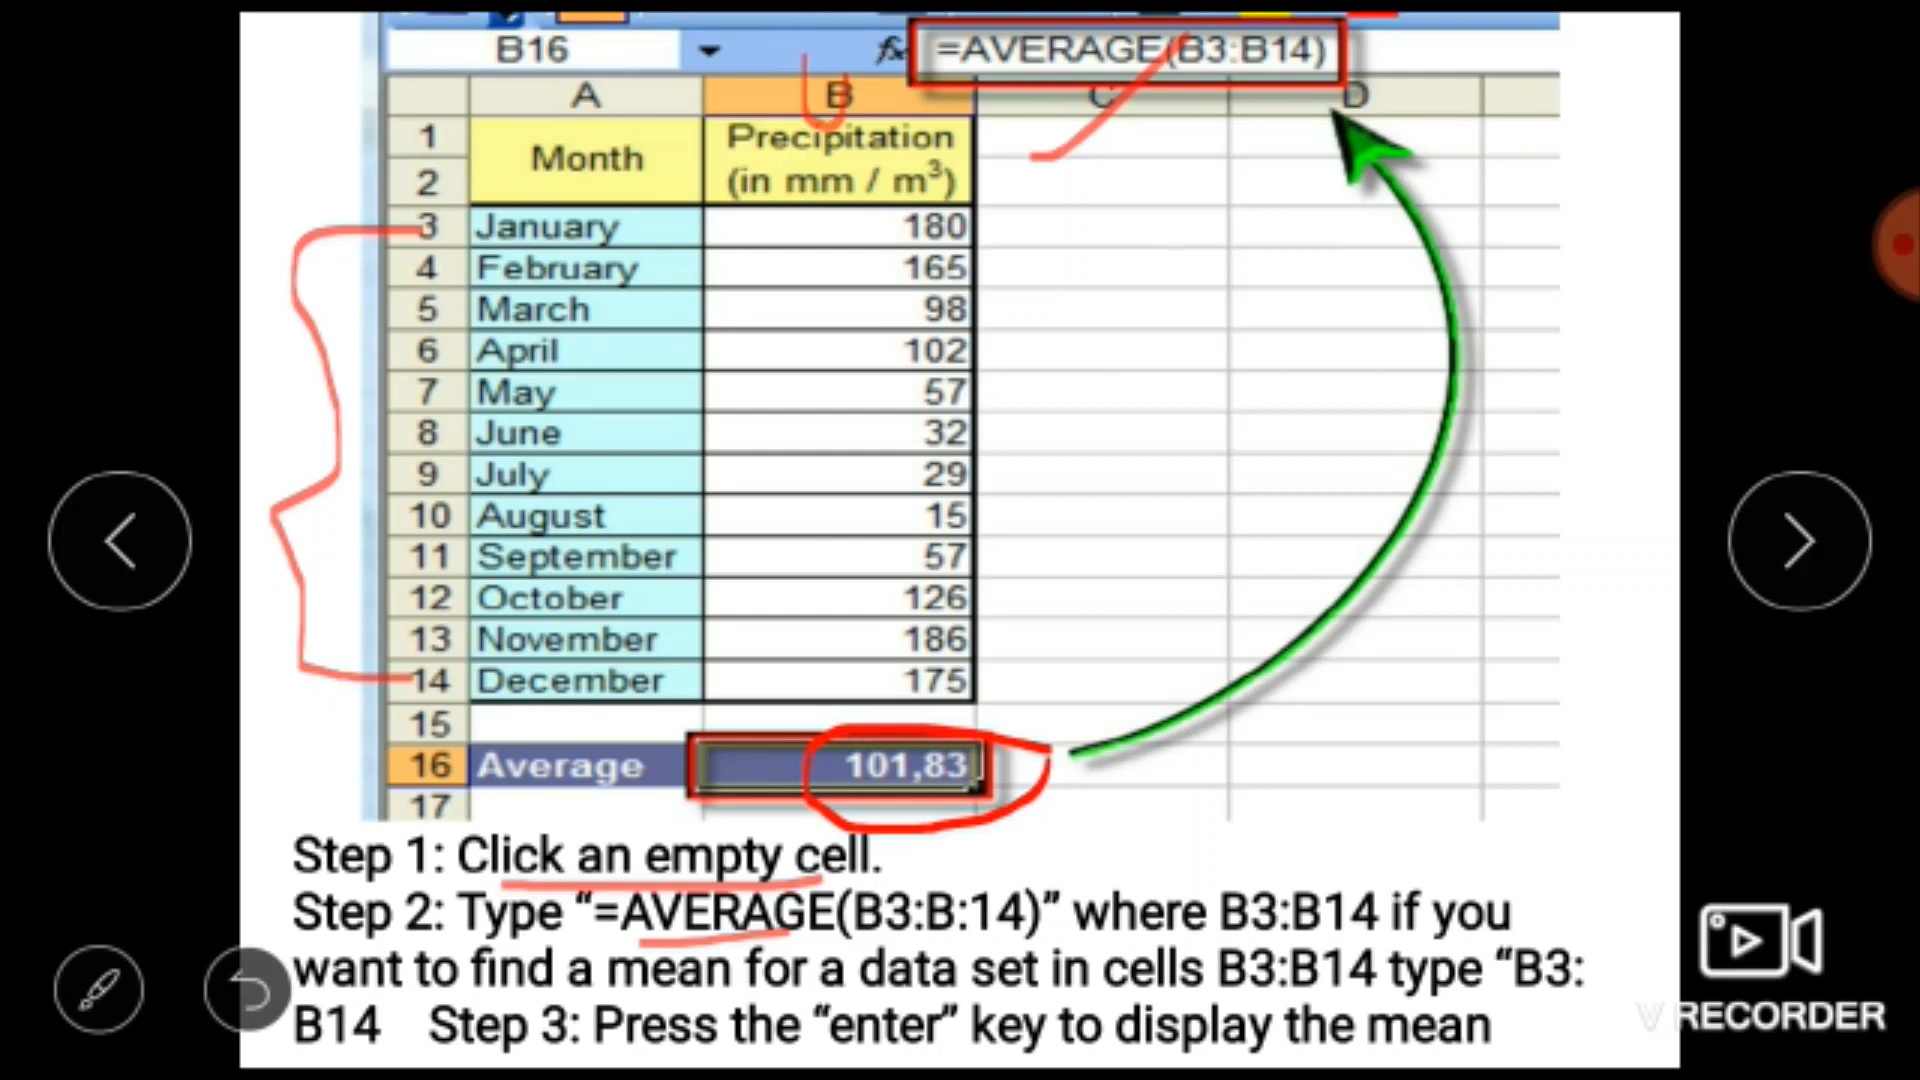 B16 fx =AVERAGE(B3:B14)
A B C D
1 Precipitation
Month
2 (in mm / m³)
3 January 180
4 February 165
5 March 98
6 April 102
7 May 57
8 June 32
9 July 29
10 August 15
11 September 57
12 October 126
13 November 186
14 December 175
15
16 Average 101,83
17
Step 1: Click an empty cell.
Step 2: Type “=AVERAGE(B3:B:14)” where B3:B14 if you
want to find a mean for a data set in cells B3:B14 type “B3:
B14 Step 3: Press the “enter” key to display the mean
V RECORDER